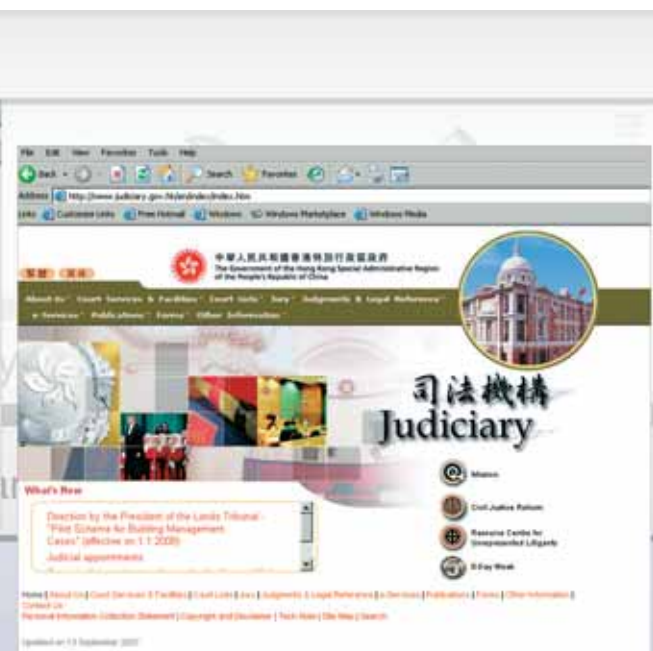 File Edit View Favorites Tools Help
Back Search Favorites
Address http://www.judiciary.gov.hk/en/index/index.htm
Links Customize Links Free Hotmail Windows Windows Marketplace Windows Media
中華人民共和國香港特別行政區政府
The Government of the Hong Kong Special Administrative Region
of the People's Republic of China
繁體
About Us Court Services & Facilities Court Lists Jury Judgments & Legal Reference
e-Services Publications Forms Other Information
司法機構
Judiciary
Mission
What's New
Direction by the President of the Lands Tribunal -
"Pilot Scheme for Building Management
Cases" (effective on 1.1.2008)
Judicial appointments
Civil Justice Reform
Resource Centre for
Unrepresented Litigants
5-Day Week
Home | About Us | Court Services & Facilities | Court Lists | Jury | Judgments & Legal Reference | e-Services | Publications | Forms | Other Information |
Contact Us
Personal Information Collection Statement | Copyright and Disclaimer | Tech Note | Site Map | Search
Updated on 13 September 2007